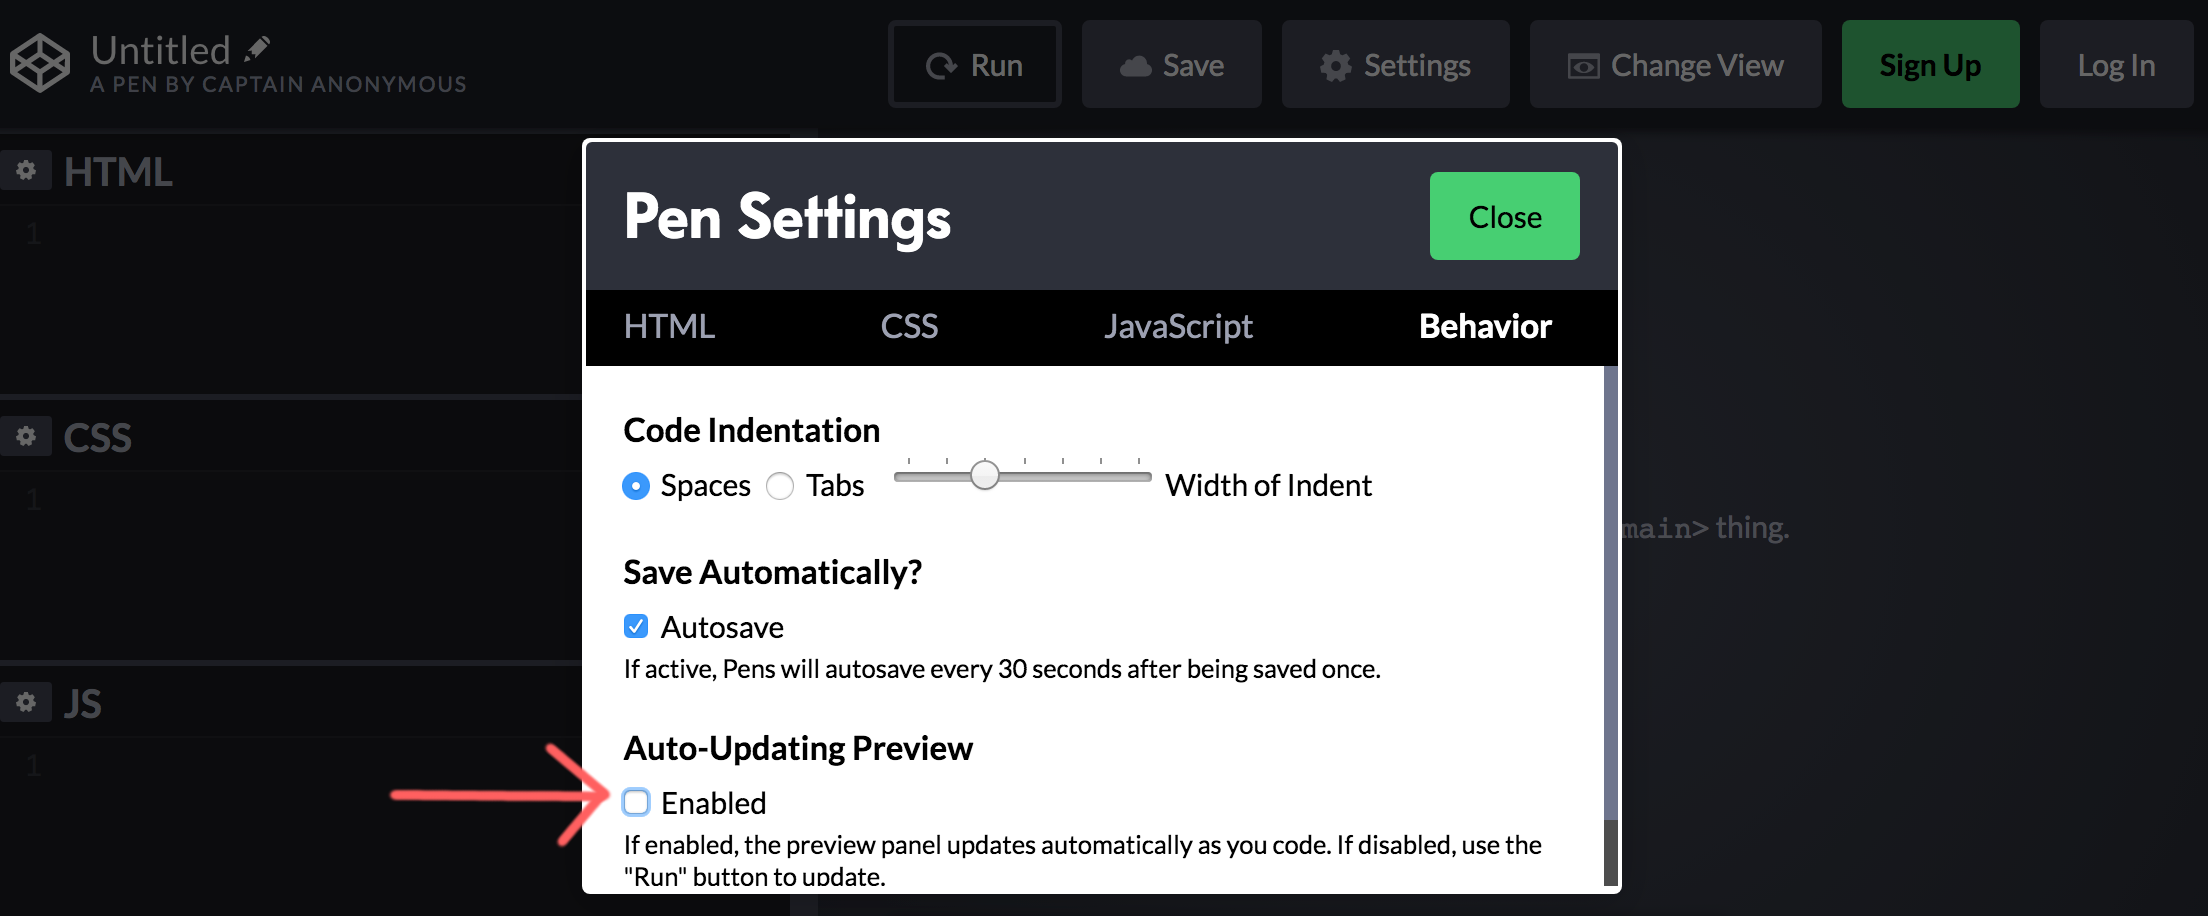 Untitled
A PEN BY CAPTAIN ANONYMOUS
Run
Save
Settings
Change View
Sign Up
Log In
HTML
1
CSS
1
JS
1
Pen Settings
Close
HTML
CSS
JavaScript
Behavior
Code Indentation
Spaces
Tabs
Width of Indent
Save Automatically?
Autosave
If active, Pens will autosave every 30 seconds after being saved once.
Auto-Updating Preview
Enabled
If enabled, the preview panel updates automatically as you code. If disabled, use the
"Run" button to update.
main> thing.